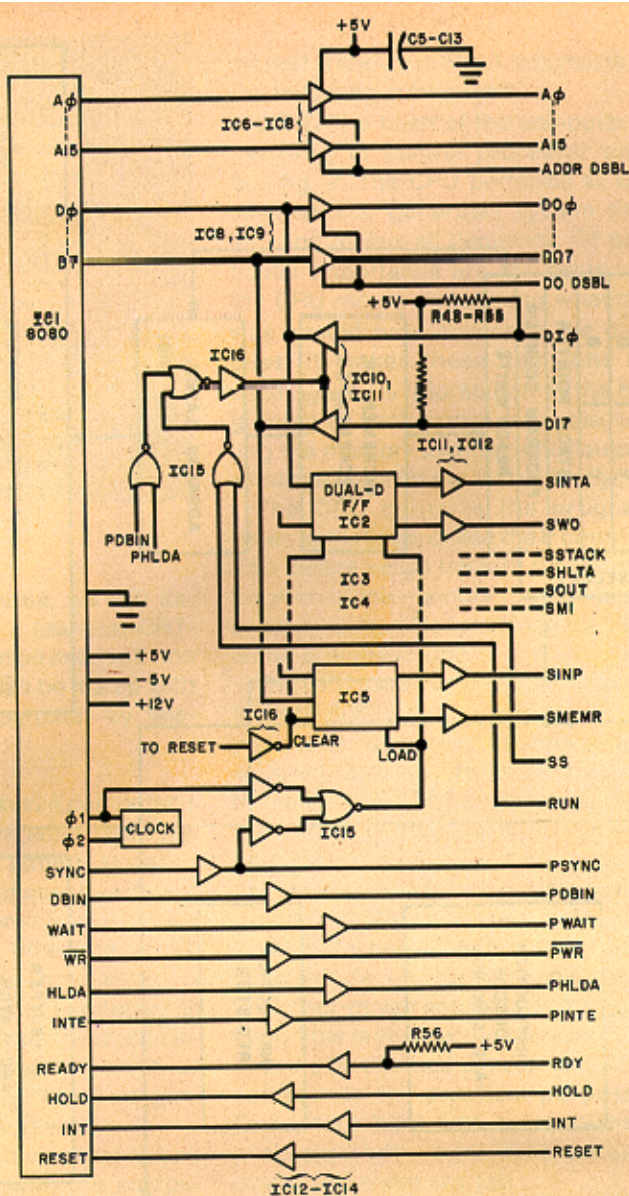 +5V
C5-C13
Aϕ
Aϕ
IC6-IC8
A15
A15
ADDR DSBL
Dϕ
DOϕ
IC8, IC9
D7
DO7
DO DSBL
+5V
R48-R55
IC1
8080
DIϕ
IC16
IC10,
IC11
DI7
IC11, IC12
IC15
DUAL-D
F/F
IC2
SINTA
SWO
PDBIN
PHLDA
SSTACK
IC3
SHLTA
IC4
SOUT
SMI
+5V
-5V
+12V
IC5
SINP
IC16
SMEMR
TO RESET
CLEAR
LOAD
SS
ϕ1
RUN
CLOCK
IC15
ϕ2
SYNC
PSYNC
DBIN
PDBIN
WAIT
PWAIT
WR
PWR
HLDA
PHLDA
INTE
PINTE
R56
+5V
READY
RDY
HOLD
HOLD
INT
INT
RESET
RESET
IC12-IC14